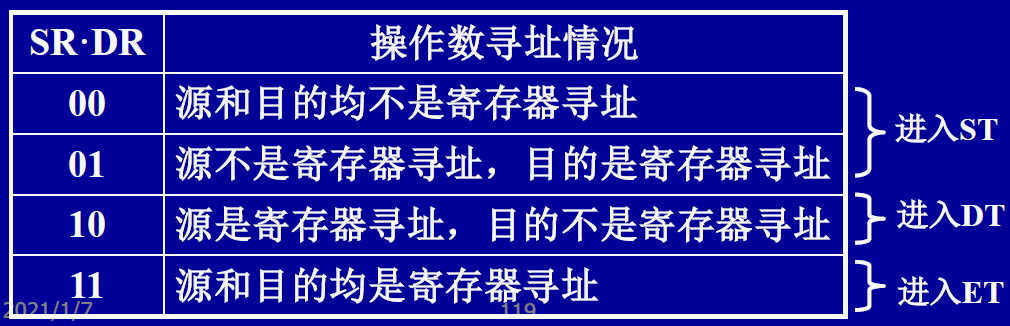 SR·DR 操作数寻址情况
00 源和目的均不是寄存器寻址
进入ST
01 源不是寄存器寻址，目的是寄存器寻址
10 源是寄存器寻址，目的不是寄存器寻址 进入DT
11 源和目的均是寄存器寻址 进入ET
2021/1/7 119